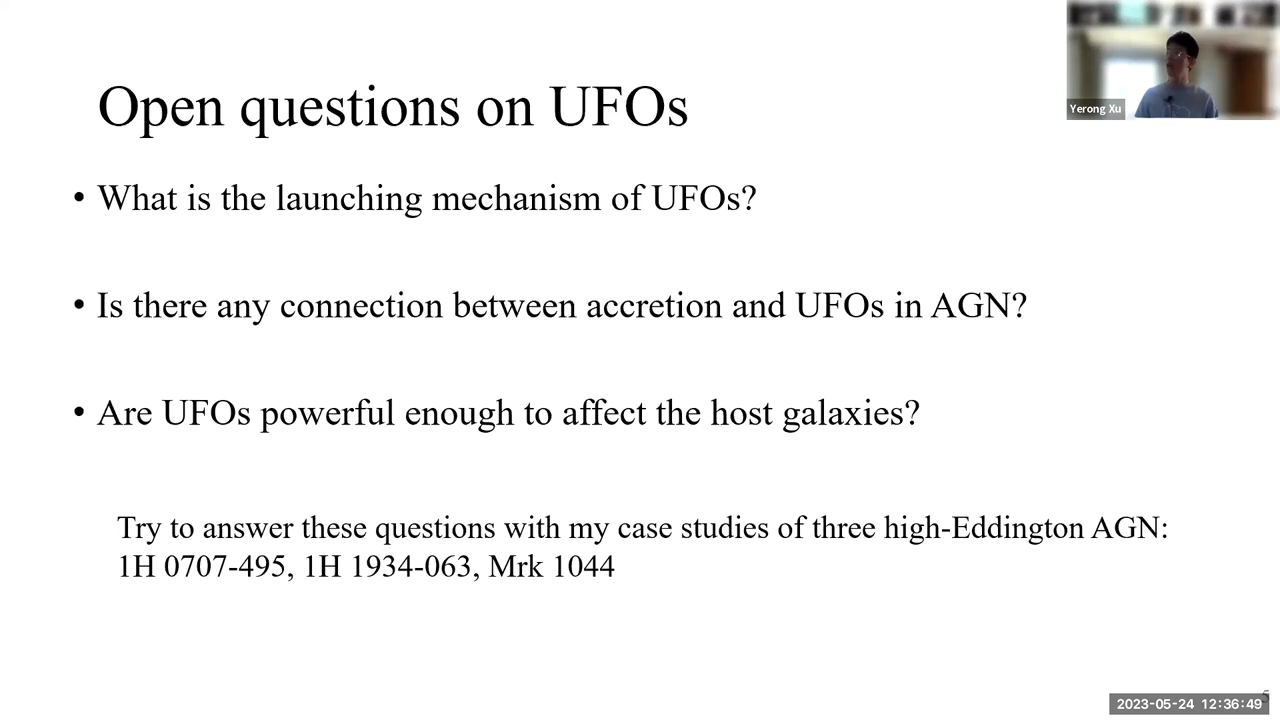 Open questions on UFOs
Yerong Xu
• What is the launching mechanism of UFOs?
• Is there any connection between accretion and UFOs in AGN?
• Are UFOs powerful enough to affect the host galaxies?
Try to answer these questions with my case studies of three high-Eddington AGN:
1H 0707-495, 1H 1934-063, Mrk 1044
5
2023-05-24 12:36:49